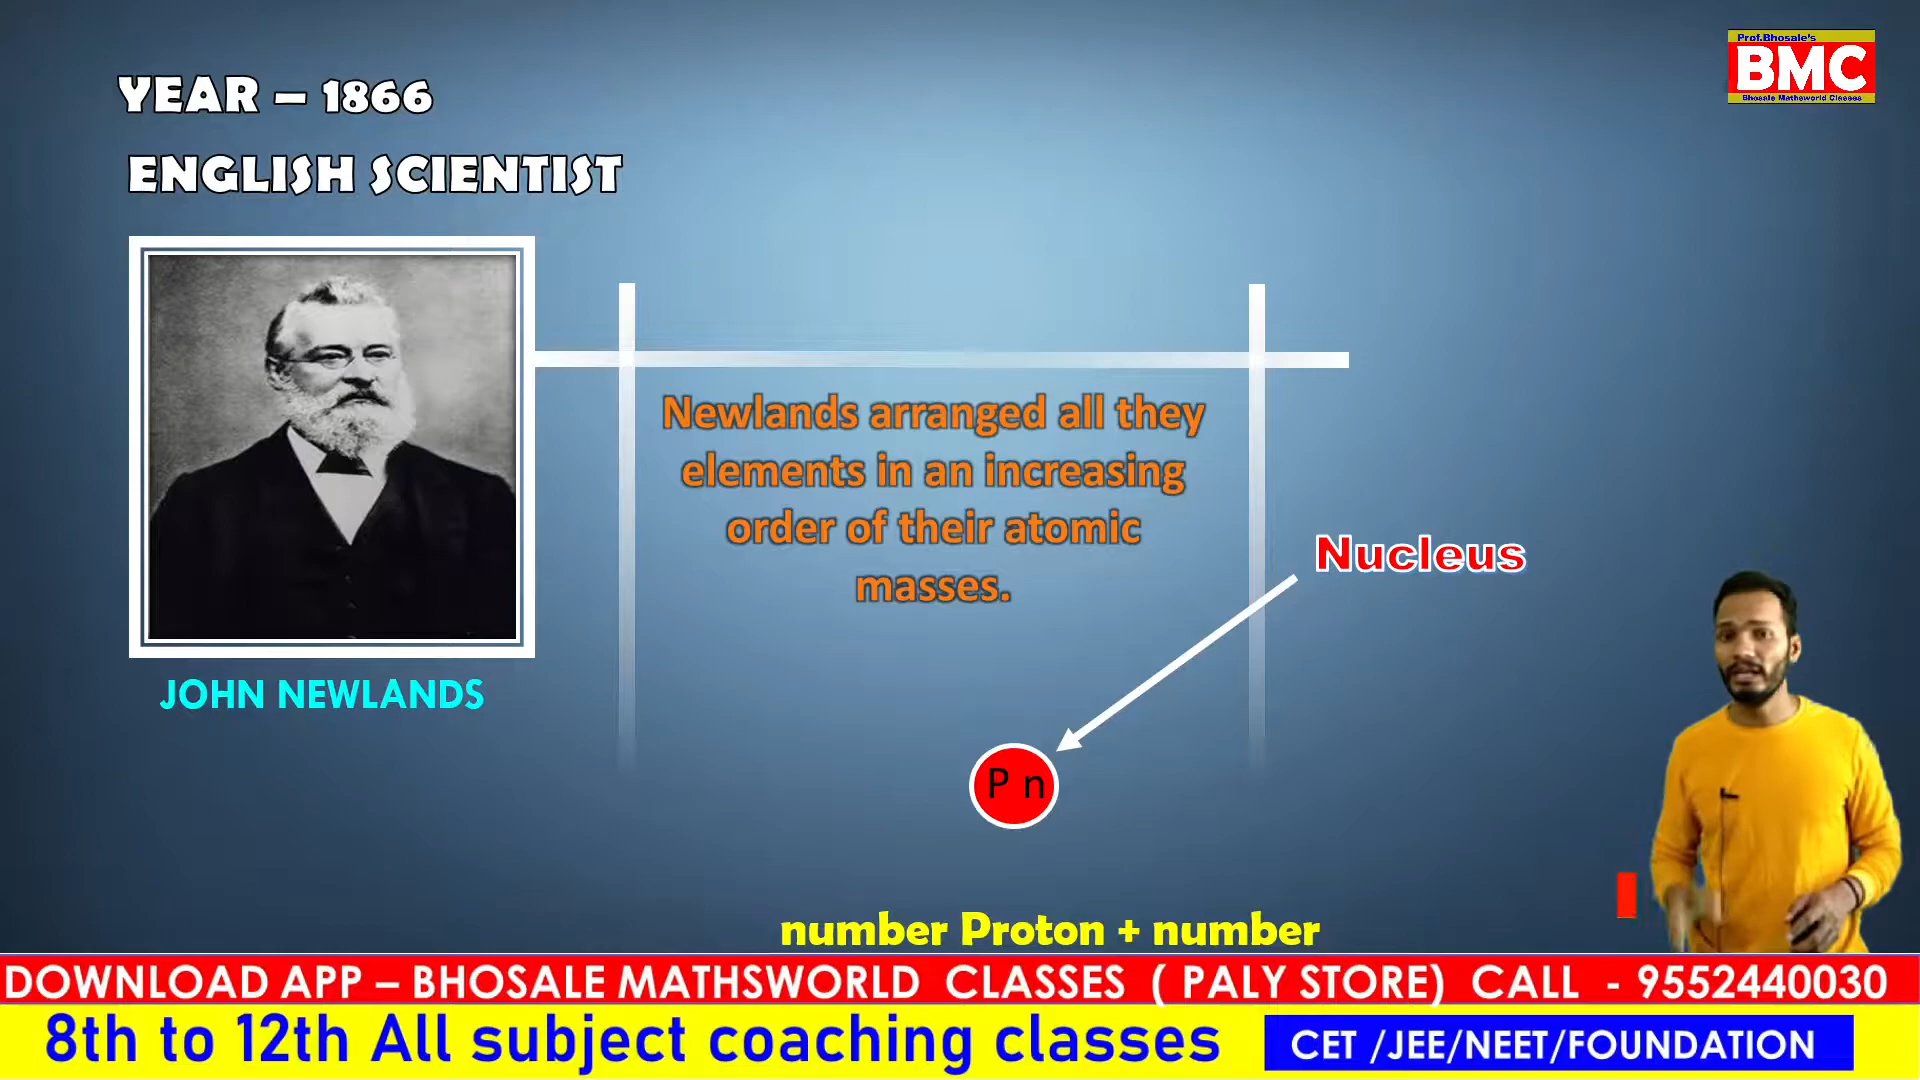 YEAR – 1866
ENGLISH SCIENTIST
Prof.Bhosale's
BMC
Bhosale Mathsworld Classes
Newlands arranged all they
elements in an increasing
order of their atomic
masses.
Nucleus
JOHN NEWLANDS
P n
number Proton + number
DOWNLOAD APP – BHOSALE MATHSWORLD CLASSES ( PALY STORE) CALL - 9552440030
8th to 12th All subject coaching classes
CET /JEE/NEET/FOUNDATION